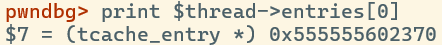 pwndbg> print $thread->entries[0]
$7 = (tcache_entry *) 0x555555602370